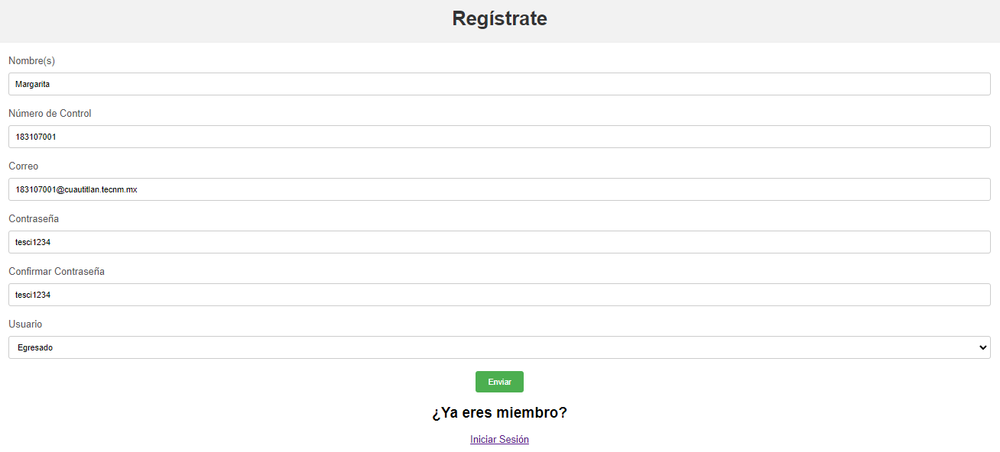 Regístrate
Nombre(s)
Margarita
Número de Control
183107001
Correo
183107001@cuautitlan.tecnm.mx
Contraseña
tesci1234
Confirmar Contraseña
tesci1234
Usuario
Egresado
Enviar
¿Ya eres miembro?
Iniciar Sesión